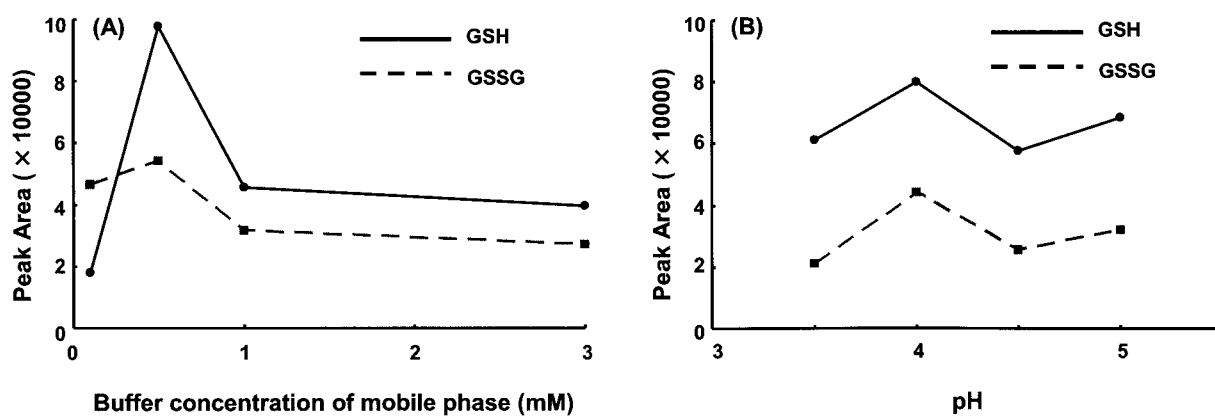 (A)
GSH
GSSG
Peak Area ( × 10000)
10
8
6
4
2
0
0 1 2 3
Buffer concentration of mobile phase (mM)
(B)
GSH
GSSG
Peak Area ( × 10000)
10
8
6
4
2
0
3 4 5
pH